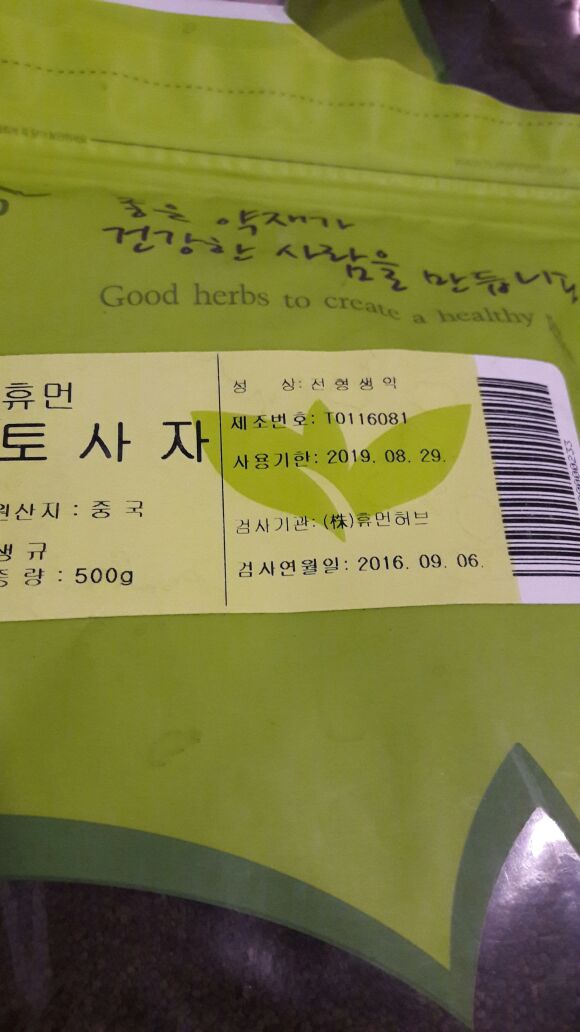 좋은 약재가
건강한 사람을 만듭니다
Good herbs to create a healthy
휴먼
토사자
원산지 : 중국
생규
중량 : 500g
성 상: 선형생약
제조번호: T0116081
사용기한: 2019. 08. 29.
검사기관: (株)휴먼허브
검사연월일: 2016. 09. 06.